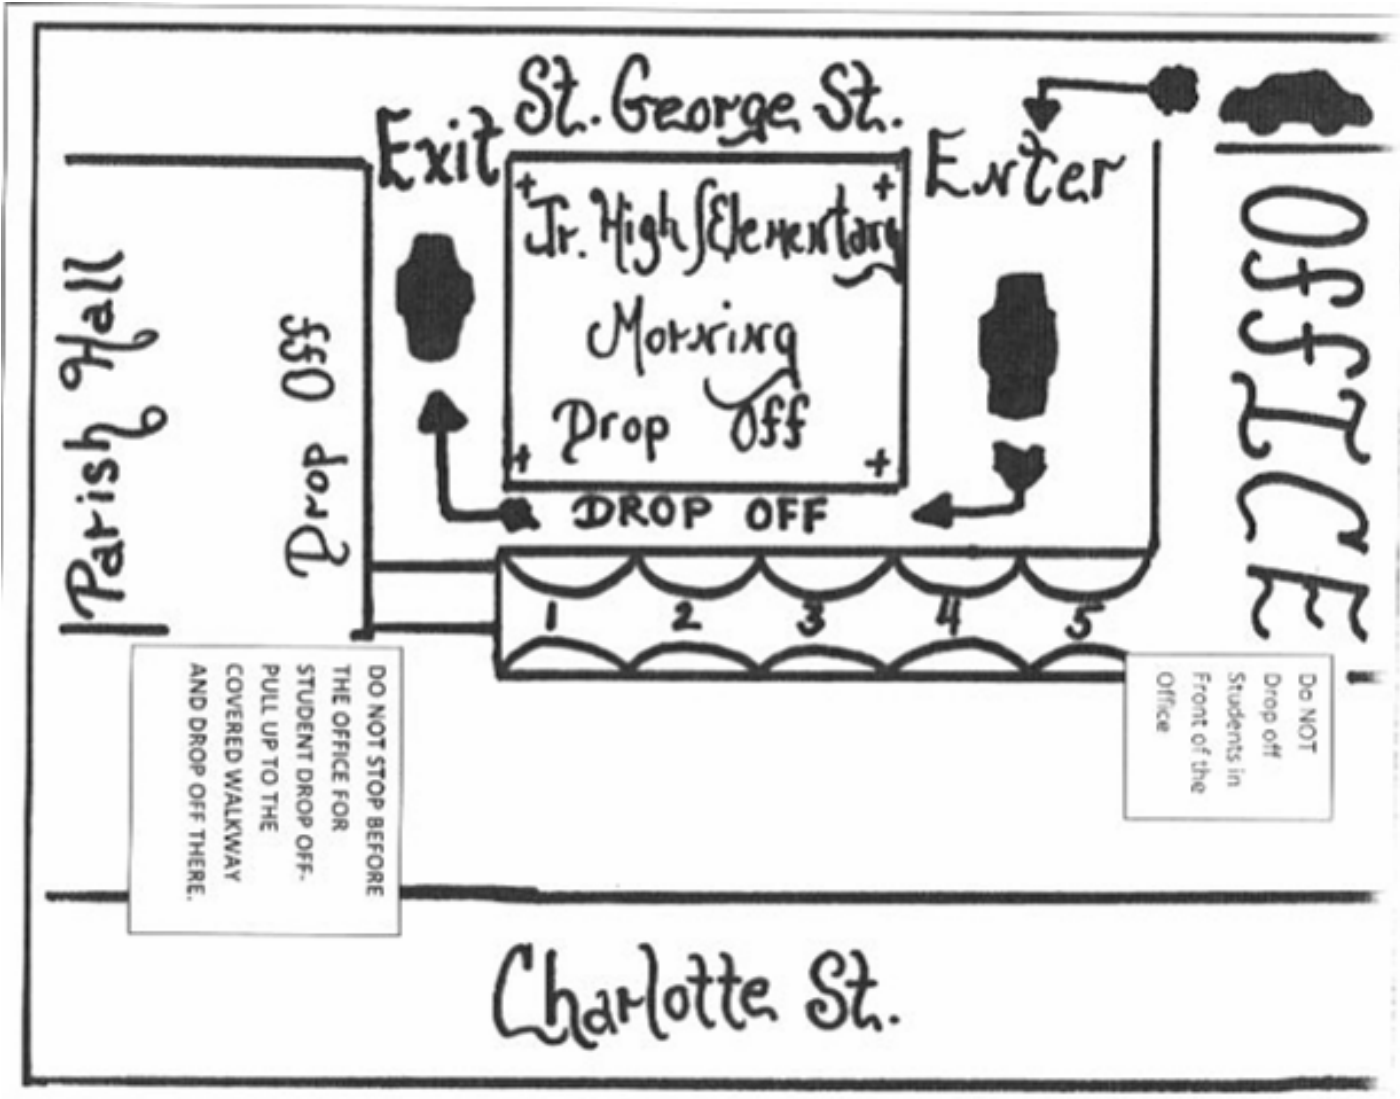 St. George St.
Exit
Enter
Jr. High/Elementary
Morning
Drop Off
DROP OFF
1 2 3 4 5
Parish Hall
Drop Off
OffICE
DO NOT STOP BEFORE
THE OFFICE FOR
STUDENT DROP OFF-
PULL UP TO THE
COVERED WALKWAY
AND DROP OFF THERE.
Do NOT
Drop off
Students in
Front of the
Office
Charlotte St.